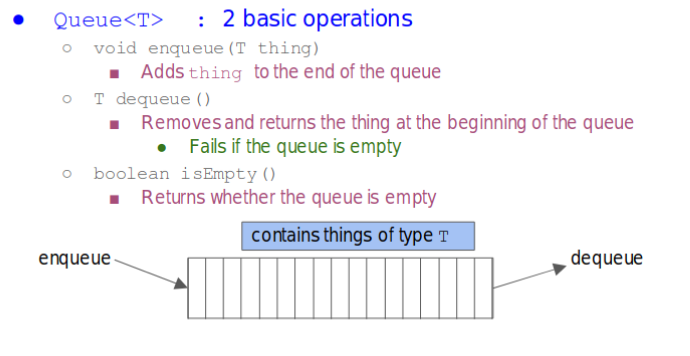 ● Queue<T> : 2 basic operations
○ void enqueue(T thing)
■ Adds thing to the end of the queue
○ T dequeue()
■ Removes and returns the thing at the beginning of the queue
● Fails if the queue is empty
○ boolean isEmpty()
■ Returns whether the queue is empty
contains things of type T
enqueue
dequeue